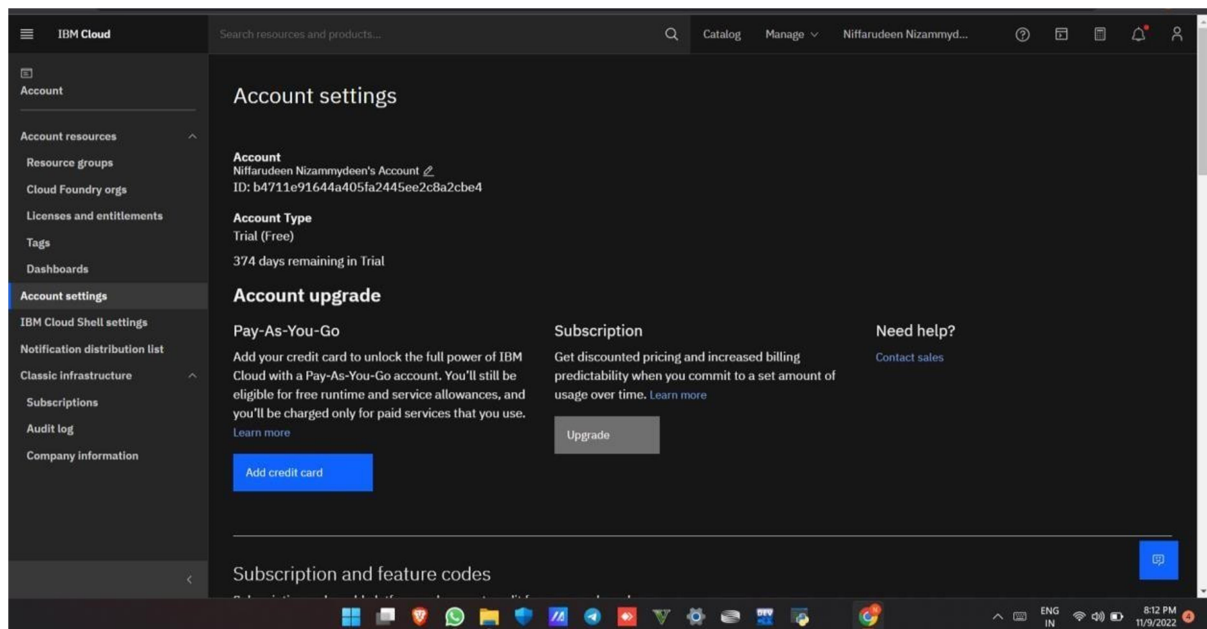 IBM Cloud
Search resources and products...
Catalog
Manage
Niffarudeen Nizammyd...
Account
Account resources
Resource groups
Cloud Foundry orgs
Licenses and entitlements
Tags
Dashboards
Account settings
IBM Cloud Shell settings
Notification distribution list
Classic infrastructure
Subscriptions
Audit log
Company information
Account settings
Account
Niffarudeen Nizammydeen's Account
ID: b4711e91644a405fa2445ee2c8a2cbe4
Account Type
Trial (Free)
374 days remaining in Trial
Account upgrade
Pay-As-You-Go
Add your credit card to unlock the full power of IBM
Cloud with a Pay-As-You-Go account. You'll still be
eligible for free runtime and service allowances, and
you'll be charged only for paid services that you use.
Learn more
Add credit card
Subscription
Get discounted pricing and increased billing
predictability when you commit to a set amount of
usage over time. Learn more
Upgrade
Need help?
Contact sales
Subscription and feature codes
ENG
IN
8:12 PM
11/9/2022
4